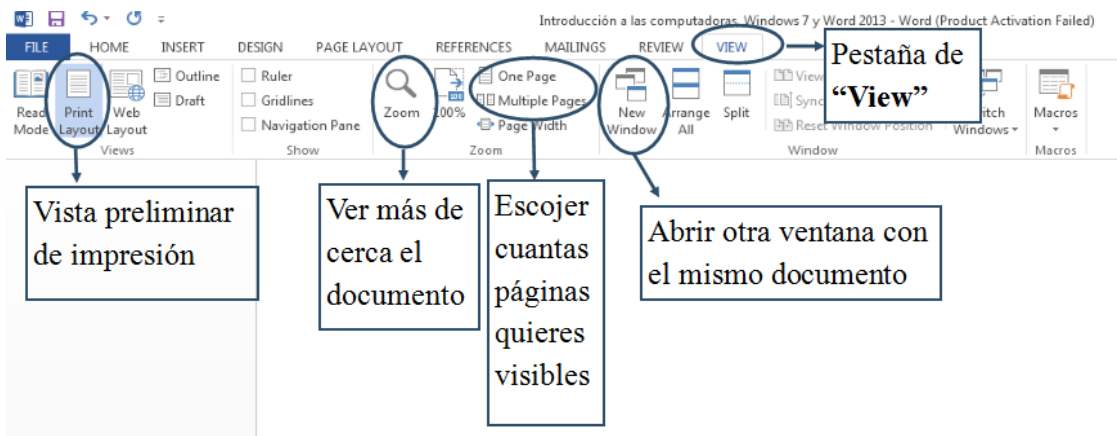 Introducción a las computadoras, Windows 7 y Word 2013 - Word (Product Activation Failed)
FILE HOME INSERT DESIGN PAGE LAYOUT REFERENCES MAILINGS REVIEW VIEW
Read
Mode
Print
Layout
Web
Layout
Outline
Draft
Views
Ruler
Gridlines
Navigation Pane
Show
Zoom
100%
One Page
Multiple Pages
Page Width
Zoom
New
Window
Arrange
All
Split
View
Sync
Reset Window Position
Windows
Window
Macros
Macros
Pestaña de
“View”
Vista preliminar
de impresión
Ver más de
cerca el
documento
Escojer
cuantas
páginas
quieres
visibles
Abrir otra ventana con
el mismo documento